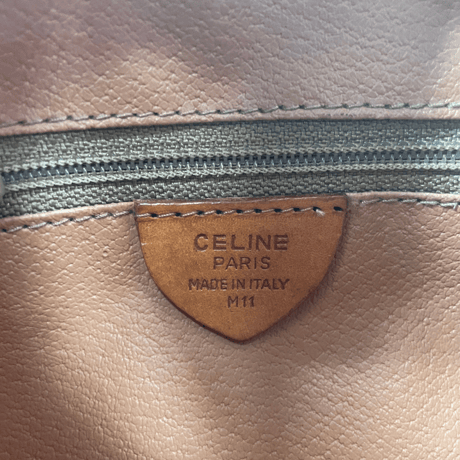 CELINE
PARIS
MADE IN ITALY
M11